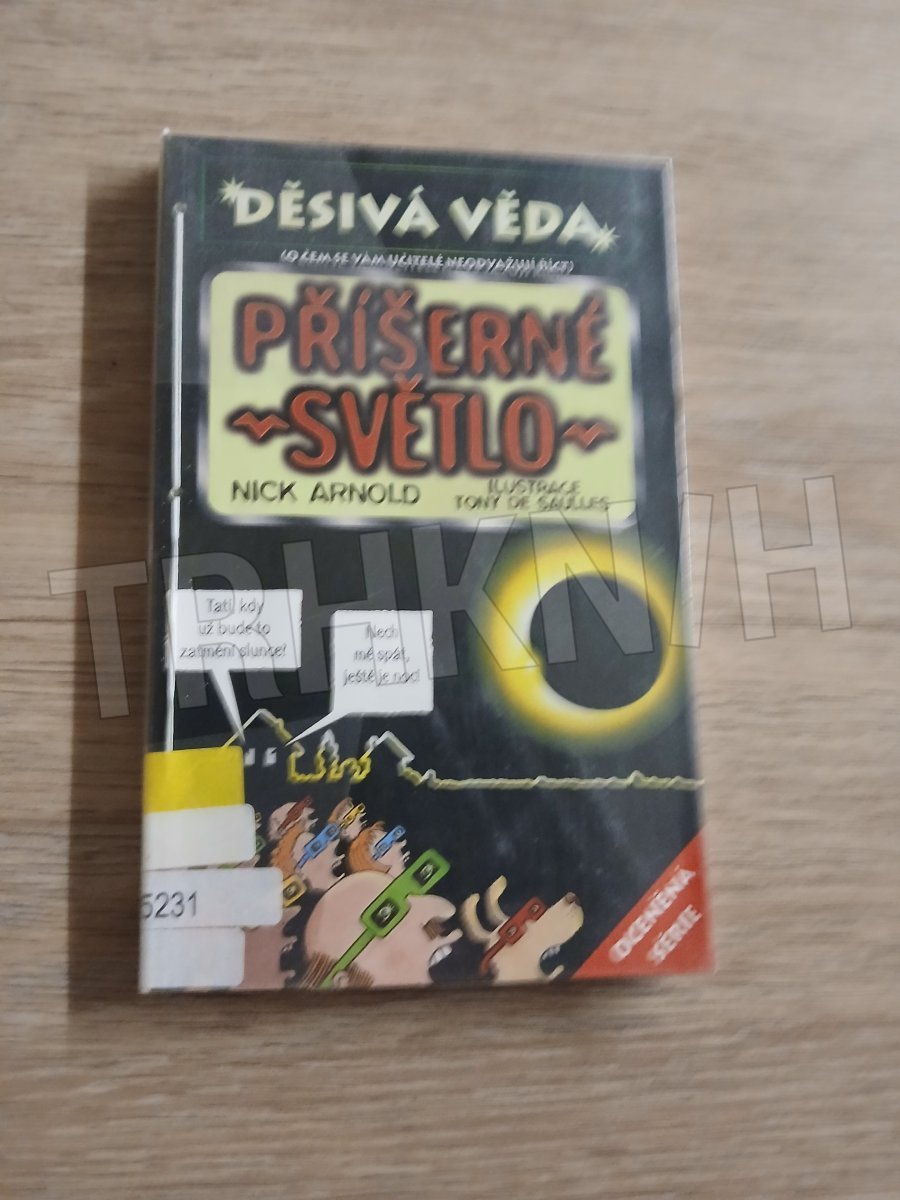 DĚSIVÁ VĚDA
(O ČEM SE VÁM UČITELÉ NEODVAŽUJÍ ŘÍCT)
PŘÍŠERNÉ
SVĚTLO
NICK ARNOLD
ILUSTRACE
TONY DE SAULLES
Tati, kdy
už bude to
zatmění slunce?
Nech
mě spát,
ještě je noc!
5231
OCENĚNÁ
SÉRIE
TRHKNIH